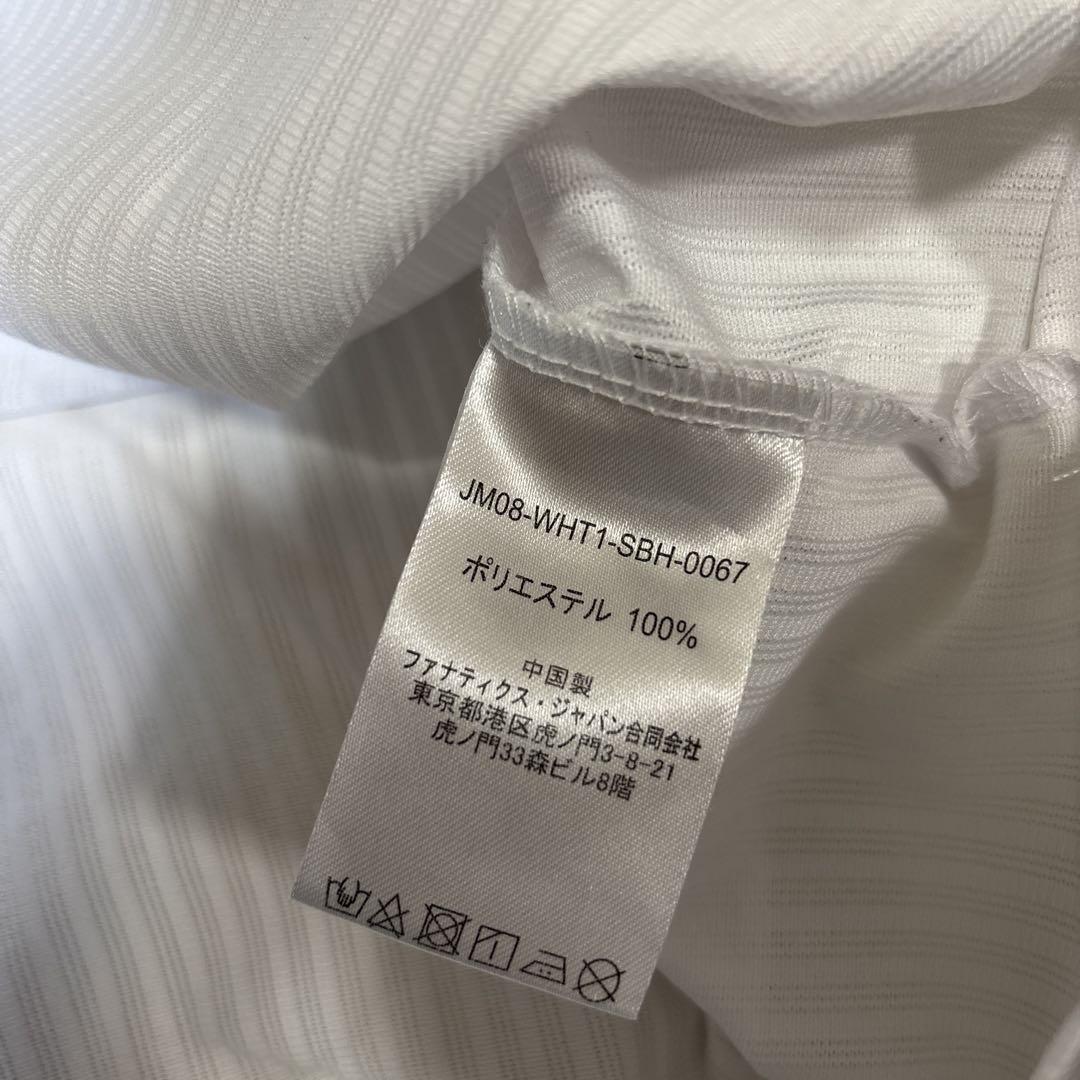 JM08-WHT1-SBH-0067
ポリエステル 100%
中国製
ファナティクス・ジャパン合同会社
東京都港区虎ノ門3-8-21
虎ノ門33森ビル8階